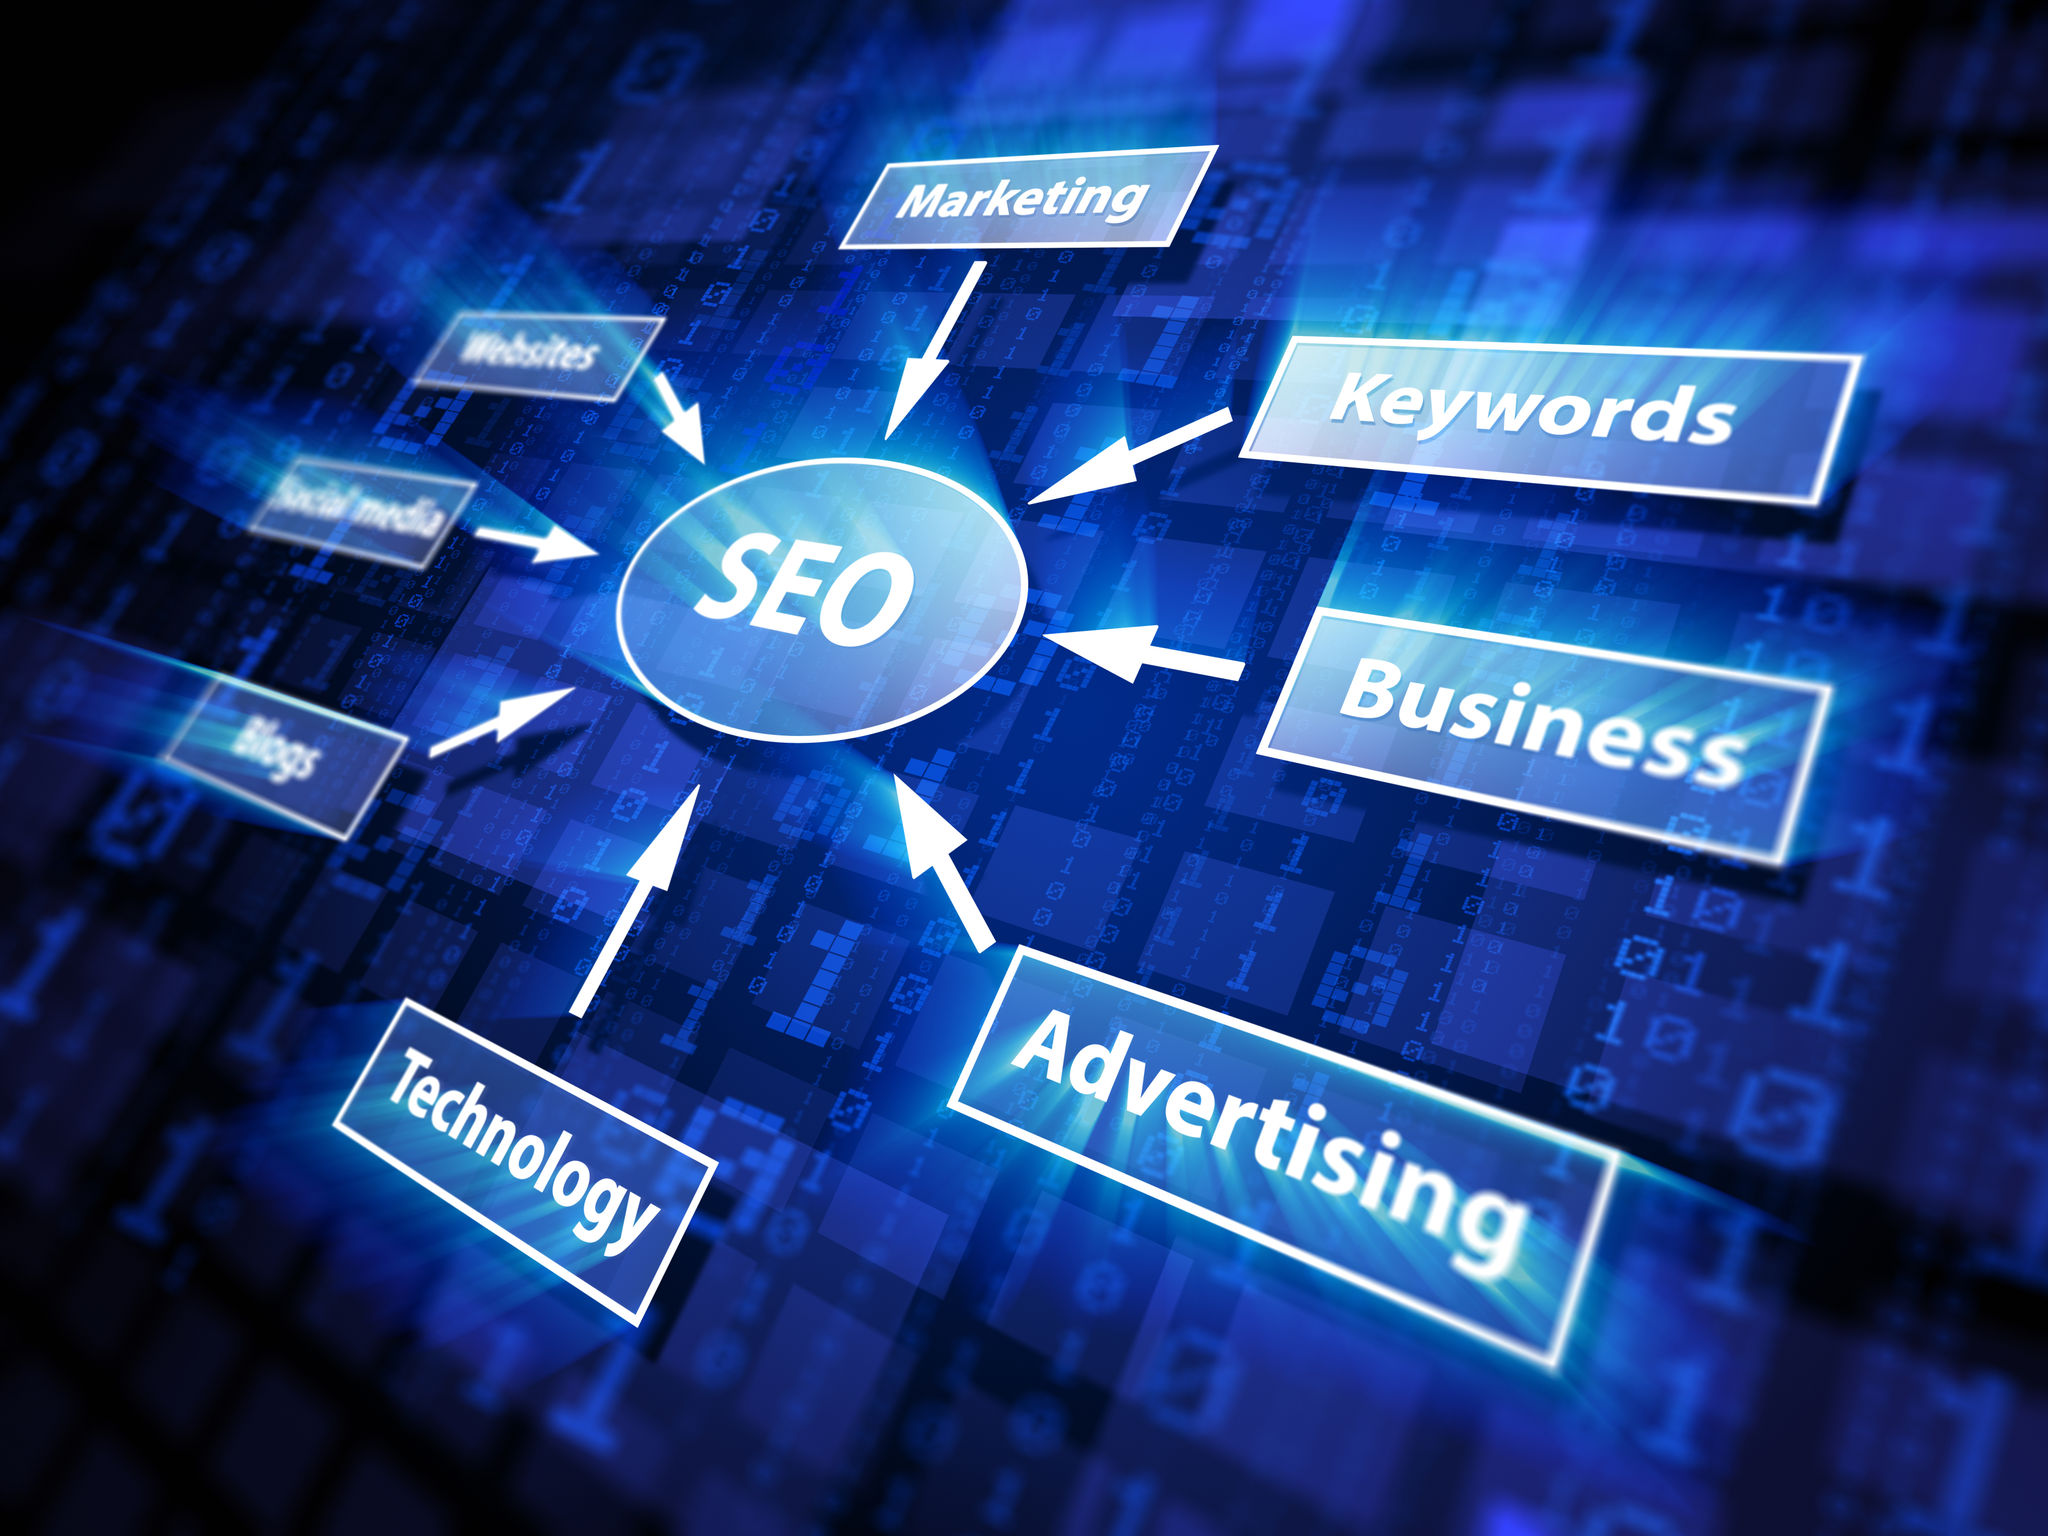 Marketing
Websites
Keywords
Social media
SEO
Business
Blogs
Advertising
Technology